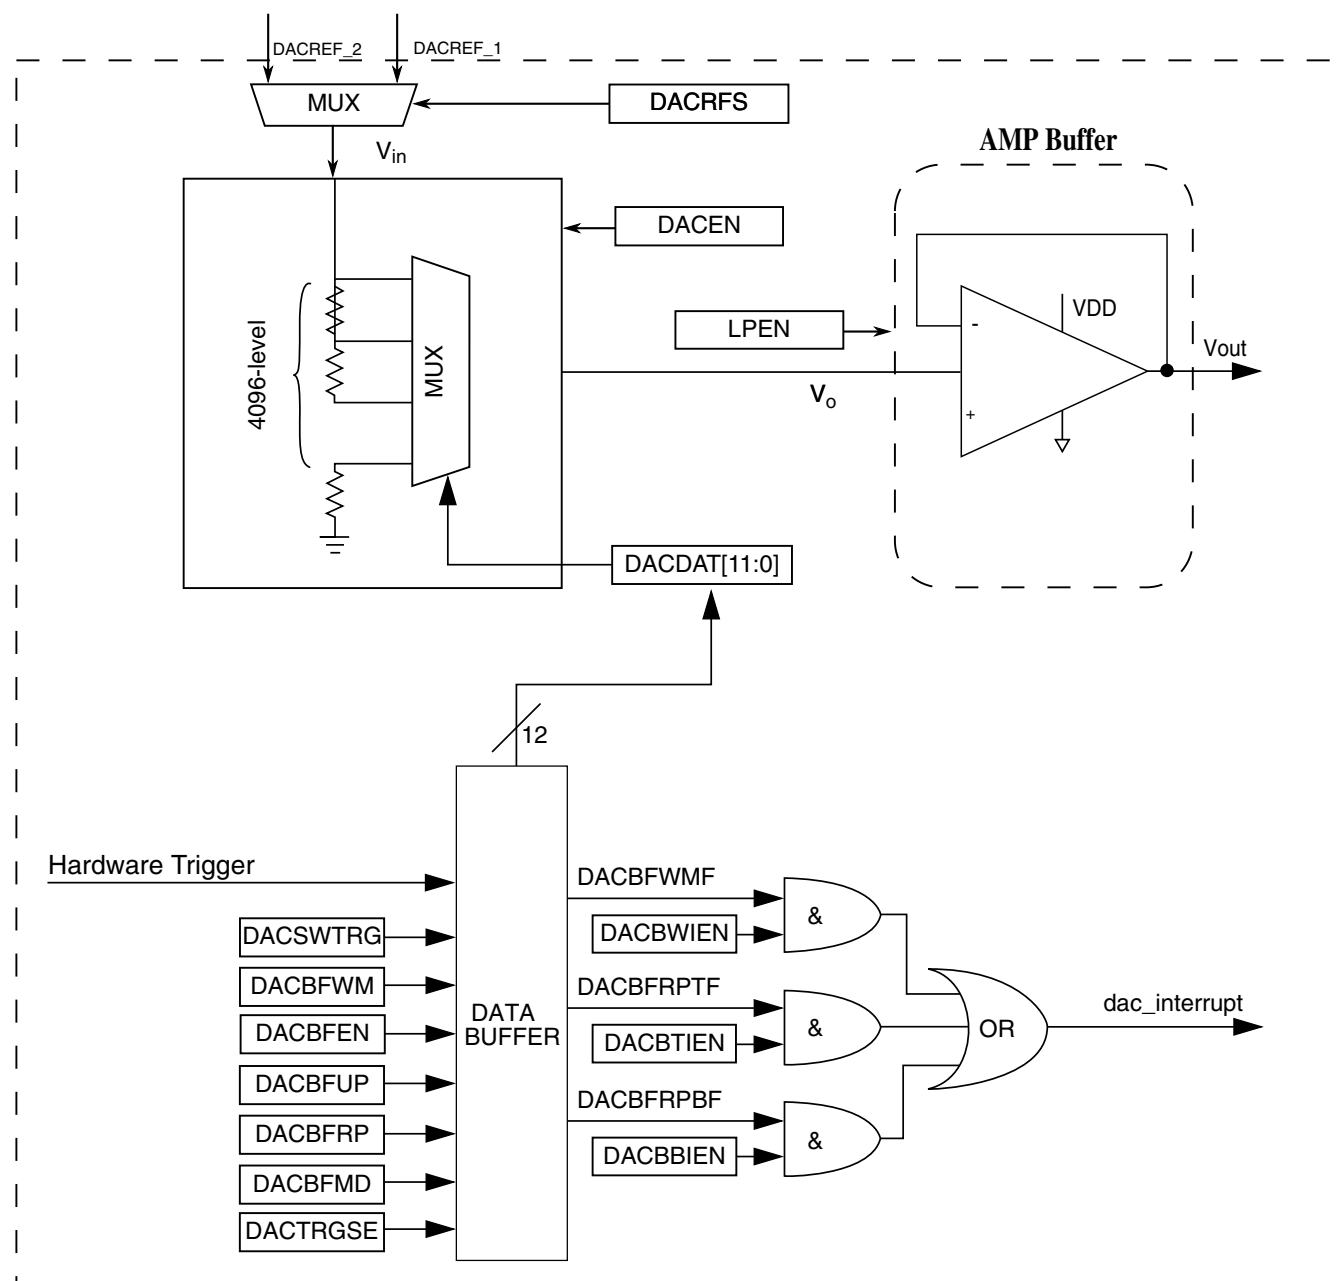 DACREF_2
DACREF_1
MUX
DACRFS
Vin
AMP Buffer
DACEN
LPEN
VDD
-
+
Vout
4096-level
MUX
Vo
DACDAT[11:0]
12
Hardware Trigger
DACSWTRG
DACBFWM
DACBFEN
DACBFUP
DACBFRP
DACBFMD
DACTRGSE
DATA
BUFFER
DACBFWMF
DACBWIEN
&
DACBFRPTF
DACBTIEN
&
DACBFRPBF
DACBBIEN
&
OR
dac_interrupt